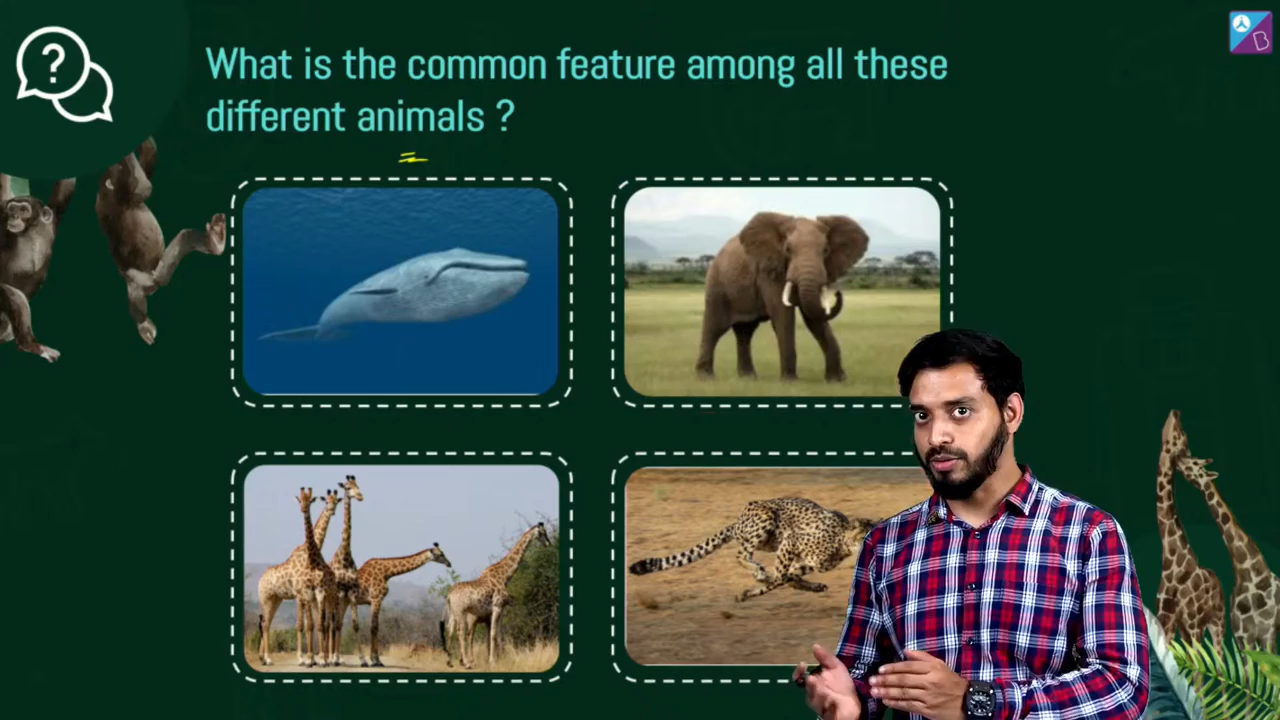 What is the common feature among all these
different animals ?